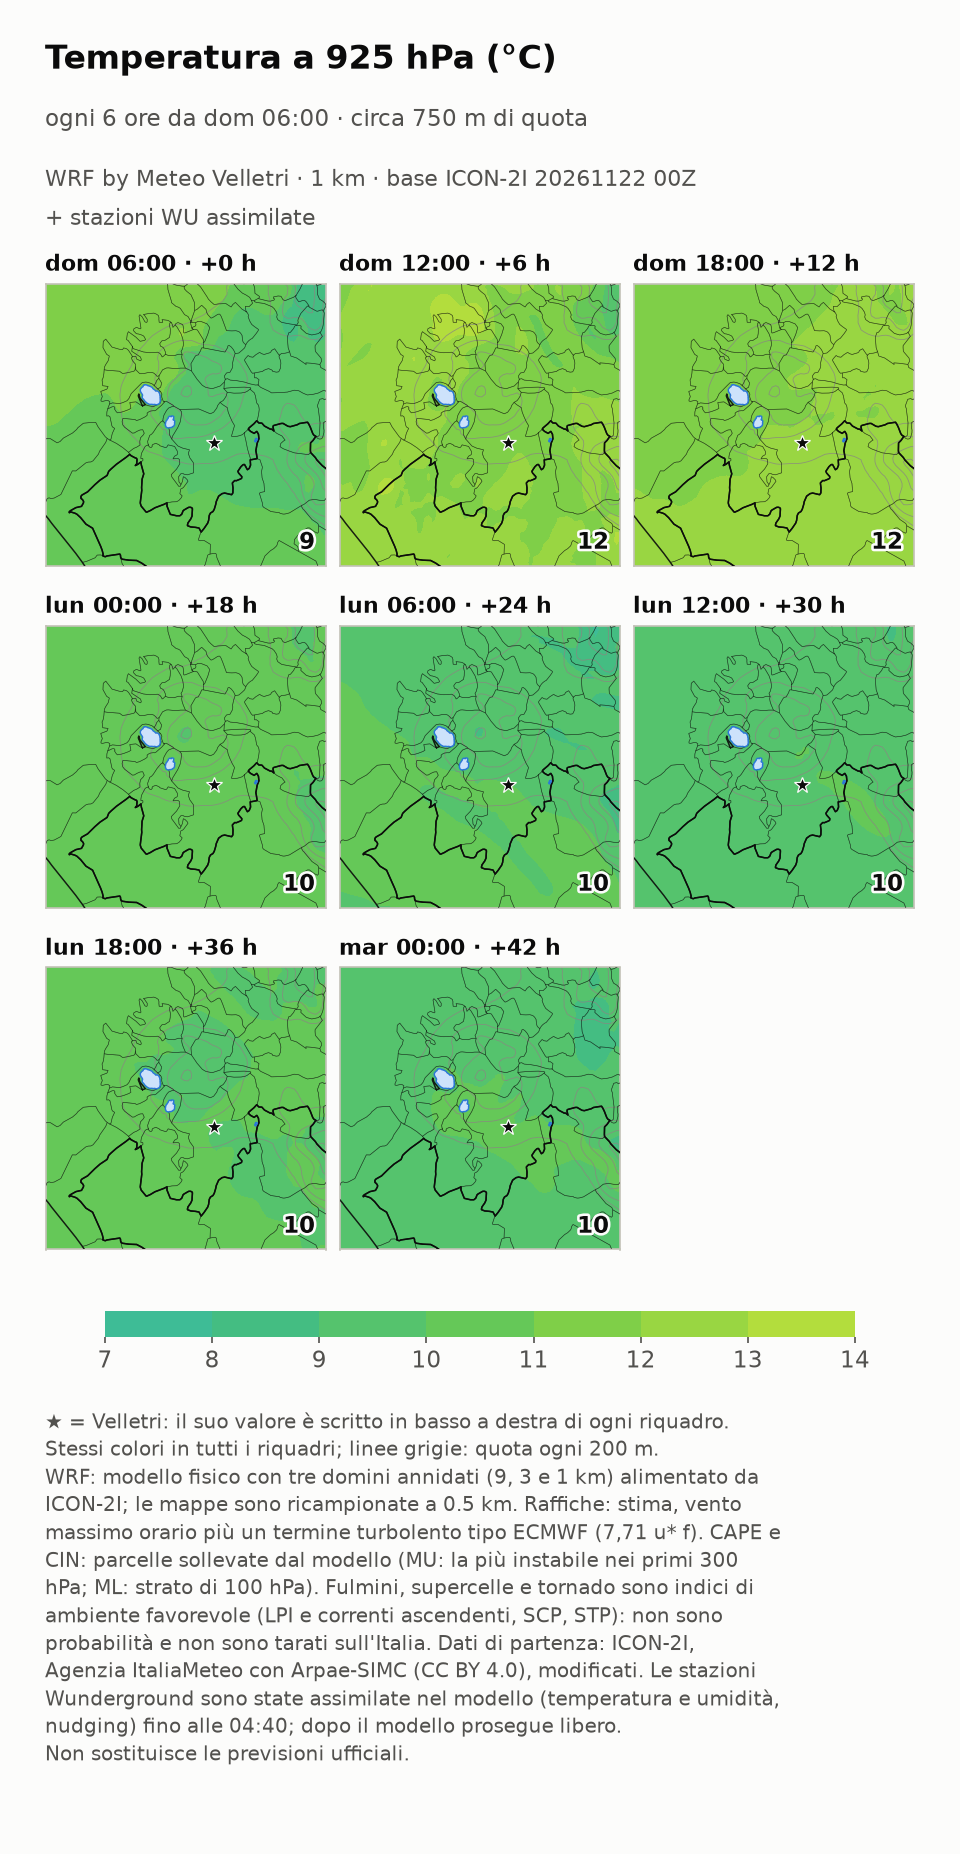 Temperatura a 925 hPa (°C)
ogni 6 ore da dom 06:00 · circa 750 m di quota
WRF by Meteo Velletri · 1 km · base ICON-2I 20261122 00Z
+ stazioni WU assimilate
dom 06:00 · +0 h
dom 12:00 · +6 h
dom 18:00 · +12 h
9
12
12
lun 00:00 · +18 h
lun 06:00 · +24 h
lun 12:00 · +30 h
10
10
10
lun 18:00 · +36 h
mar 00:00 · +42 h
10
10
7 8 9 10 11 12 13 14
★ = Velletri: il suo valore è scritto in basso a destra di ogni riquadro.
Stessi colori in tutti i riquadri; linee grigie: quota ogni 200 m.
WRF: modello fisico con tre domini annidati (9, 3 e 1 km) alimentato da
ICON-2I; le mappe sono ricampionate a 0.5 km. Raffiche: stima, vento
massimo orario più un termine turbolento tipo ECMWF (7,71 u* f). CAPE e
CIN: parcelle sollevate dal modello (MU: la più instabile nei primi 300
hPa; ML: strato di 100 hPa). Fulmini, supercelle e tornado sono indici di
ambiente favorevole (LPI e correnti ascendenti, SCP, STP): non sono
probabilità e non sono tarati sull'Italia. Dati di partenza: ICON-2I,
Agenzia ItaliaMeteo con Arpae-SIMC (CC BY 4.0), modificati. Le stazioni
Wunderground sono state assimilate nel modello (temperatura e umidità,
nudging) fino alle 04:40; dopo il modello prosegue libero.
Non sostituisce le previsioni ufficiali.